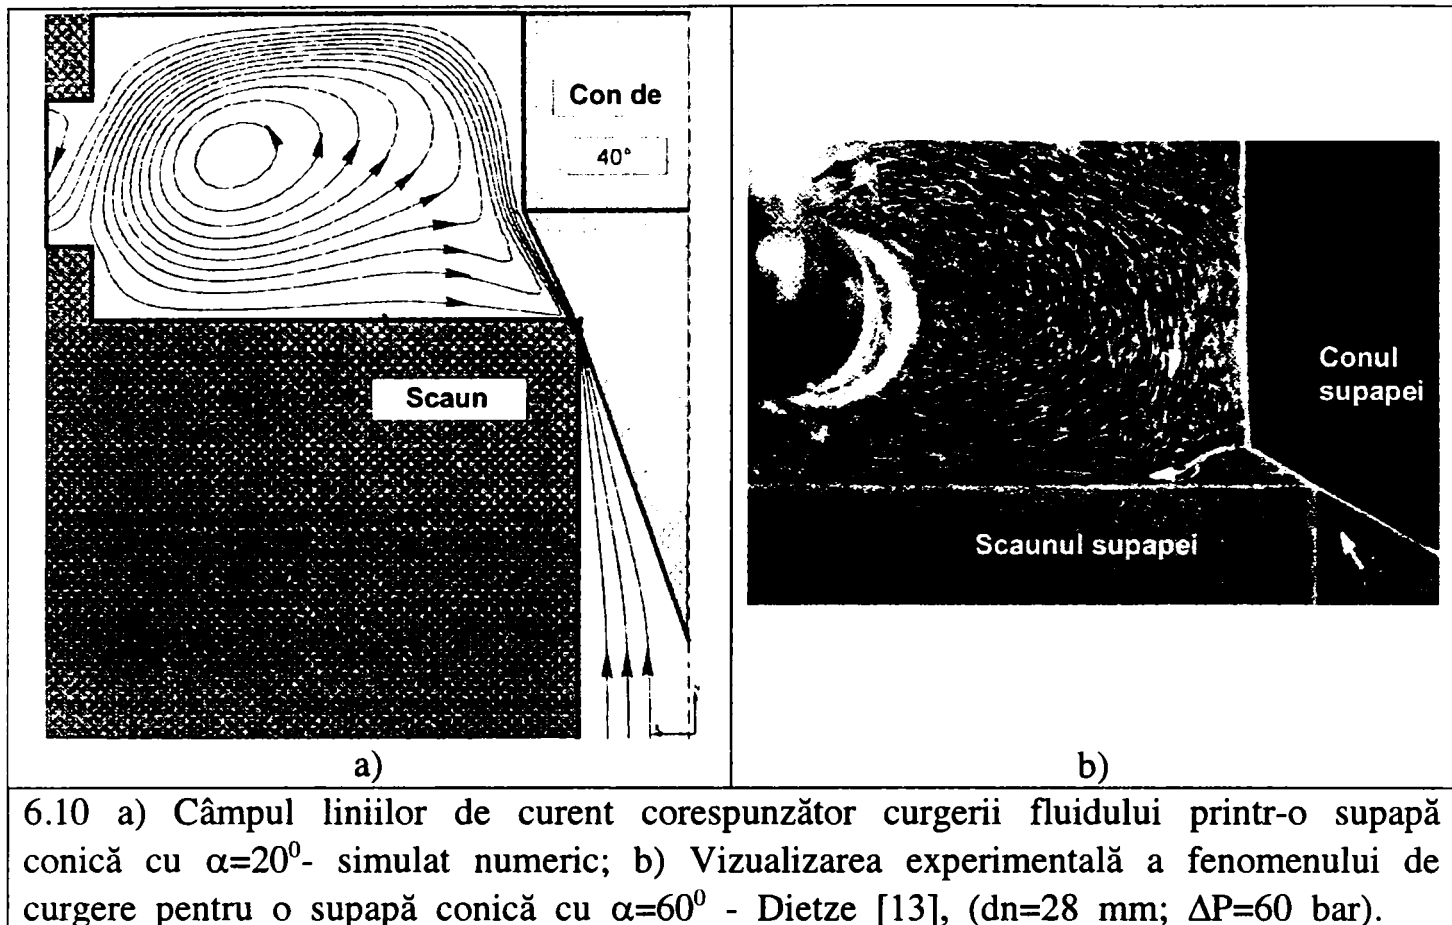 Con de
40°
Scaun
a)
Conul
supapei
Scaunul supapei
b)
6.10 a) Câmpul liniilor de curent corespunzător curgerii fluidului printr-o supapă
conică cu α=20⁰- simulat numeric; b) Vizualizarea experimentală a fenomenului de
curgere pentru o supapă conică cu α=60⁰ - Dietze [13], (dn=28 mm; ΔP=60 bar).